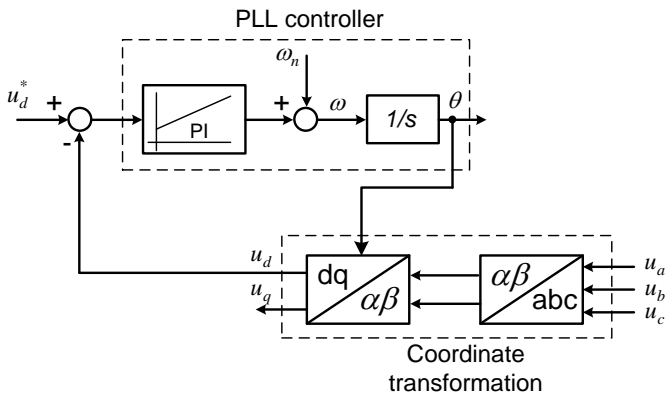 PLL controller
u_d^*
+
-
PI
+
ω_n
ω
1/s
θ
u_d
u_q
dq
αβ
αβ
abc
u_a
u_b
u_c
Coordinate
transformation